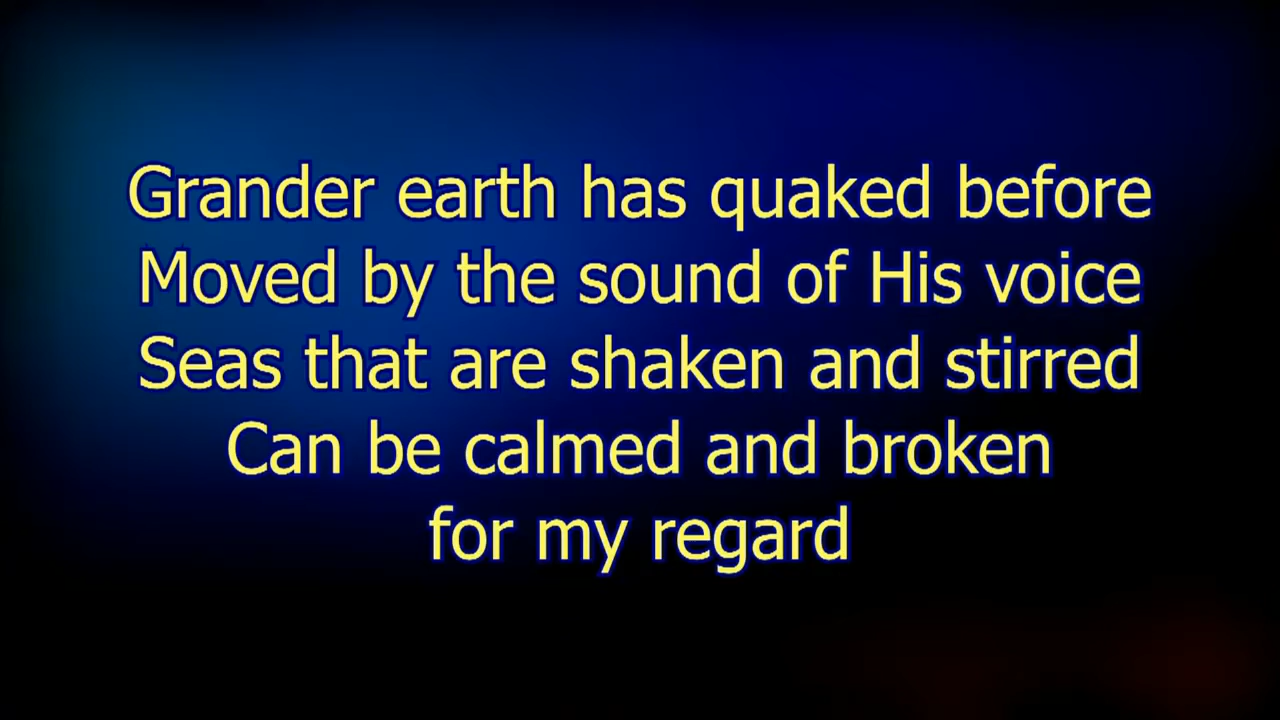 Grander earth has quaked before
Moved by the sound of His voice
Seas that are shaken and stirred
Can be calmed and broken
for my regard